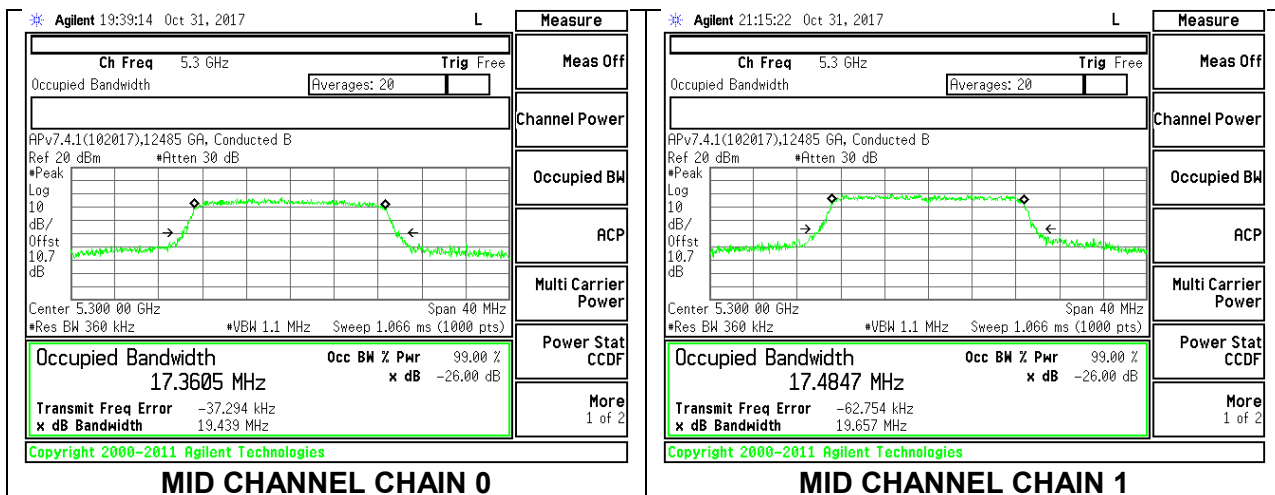 Agilent 19:39:14 Oct 31, 2017 L Measure
Ch Freq 5.3 GHz Trig Free
Occupied Bandwidth Averages: 20
APv7.4.1(102017),12485 GA, Conducted B
Ref 20 dBm #Atten 30 dB
#Peak
Log
10
dB/
Offst
10.7
dB
Center 5.300 00 GHz Span 40 MHz
#Res BW 360 kHz #VBW 1.1 MHz Sweep 1.066 ms (1000 pts)
Occupied Bandwidth Occ BW % Pwr 99.00 %
17.3605 MHz x dB -26.00 dB
Transmit Freq Error -37.294 kHz
x dB Bandwidth 19.439 MHz
Copyright 2000-2011 Agilent Technologies
Meas Off
Channel Power
Occupied BW
ACP
Multi Carrier
Power
Power Stat
CCDF
More
1 of 2
MID CHANNEL CHAIN 0
Agilent 21:15:22 Oct 31, 2017 L Measure
Ch Freq 5.3 GHz Trig Free
Occupied Bandwidth Averages: 20
APv7.4.1(102017),12485 GA, Conducted B
Ref 20 dBm #Atten 30 dB
#Peak
Log
10
dB/
Offst
10.7
dB
Center 5.300 00 GHz Span 40 MHz
#Res BW 360 kHz #VBW 1.1 MHz Sweep 1.066 ms (1000 pts)
Occupied Bandwidth Occ BW % Pwr 99.00 %
17.4847 MHz x dB -26.00 dB
Transmit Freq Error -62.754 kHz
x dB Bandwidth 19.657 MHz
Copyright 2000-2011 Agilent Technologies
Meas Off
Channel Power
Occupied BW
ACP
Multi Carrier
Power
Power Stat
CCDF
More
1 of 2
MID CHANNEL CHAIN 1